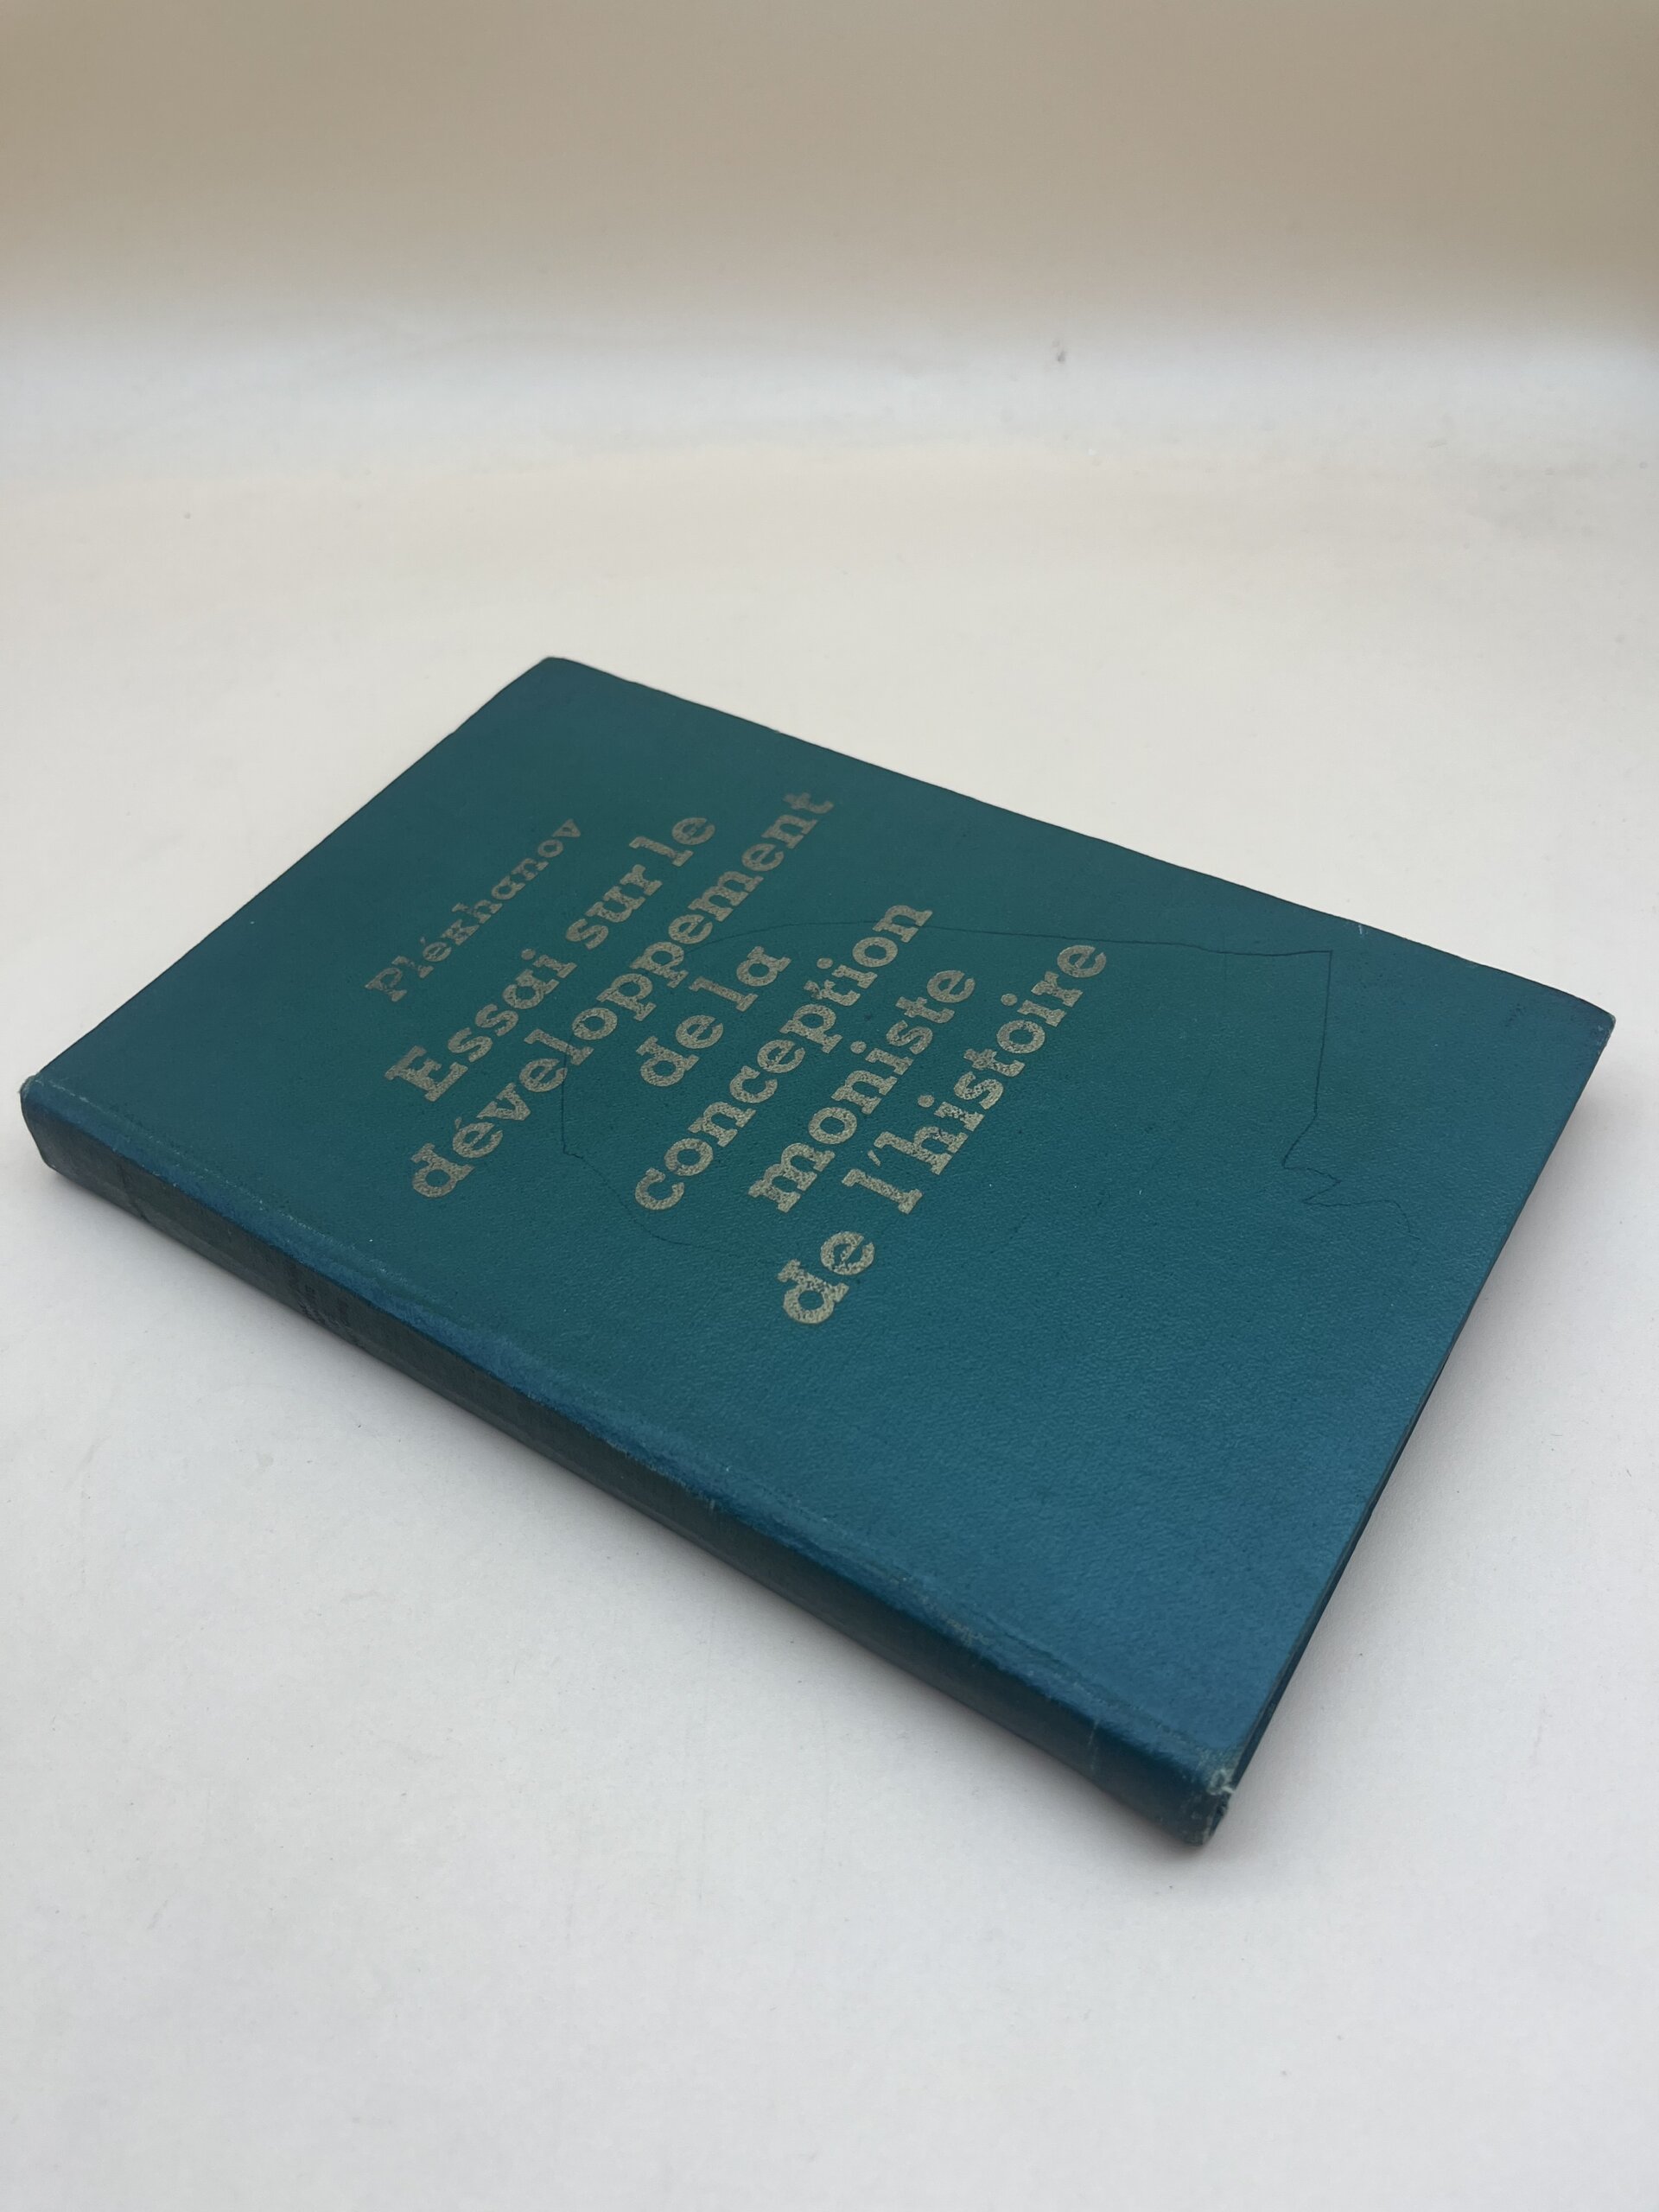 Plékhanov
Essai sur le
développement
de la
conception
moniste
de l'histoire